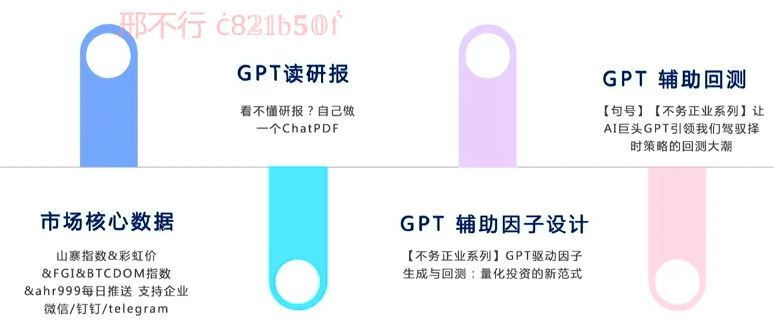 邢不行 ċ821b50ḟ
GPT读研报
看不懂研报？自己做
一个ChatPDF
GPT 辅助回测
【句号】【不务正业系列】让
AI巨头GPT引领我们驾驭择
时策略的回测大潮
市场核心数据
山寨指数&彩虹价
&FGI&BTCDOM指数
&ahr999每日推送 支持企业
微信/钉钉/telegram
GPT 辅助因子设计
【不务正业系列】GPT驱动因子
生成与回测：量化投资的新范式